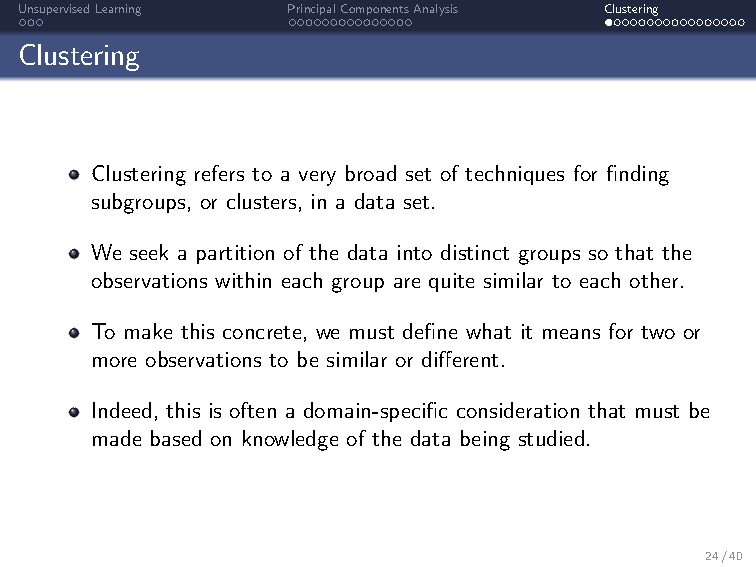 Unsupervised Learning
Principal Components Analysis
Clustering
Clustering
Clustering refers to a very broad set of techniques for finding
subgroups, or clusters, in a data set.
We seek a partition of the data into distinct groups so that the
observations within each group are quite similar to each other.
To make this concrete, we must define what it means for two or
more observations to be similar or different.
Indeed, this is often a domain-specific consideration that must be
made based on knowledge of the data being studied.
24 / 40